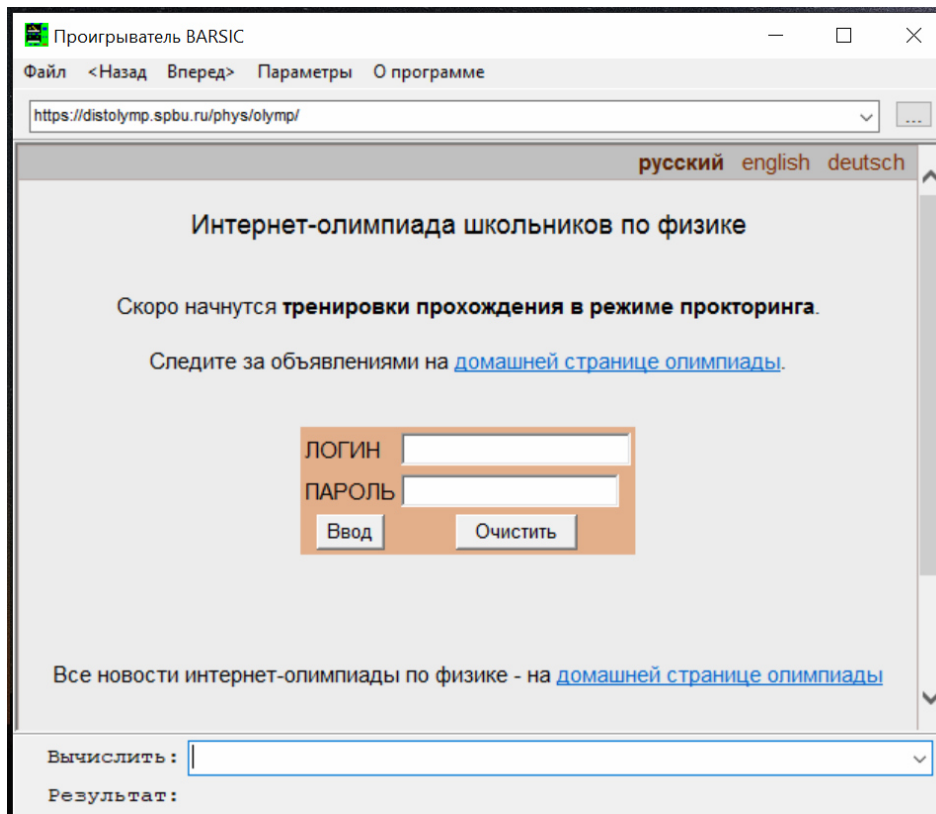 Проигрыватель BARSIC
Файл <Назад Вперед> Параметры О программе
https://distolymp.spbu.ru/phys/olymp/
...
русский english deutsch
Интернет-олимпиада школьников по физике
Скоро начнутся тренировки прохождения в режиме прокторинга.
Следите за объявлениями на домашней странице олимпиады.
ЛОГИН
ПАРОЛЬ
Ввод Очистить
Все новости интернет-олимпиады по физике - на домашней странице олимпиады
Вычислить:
Результат: